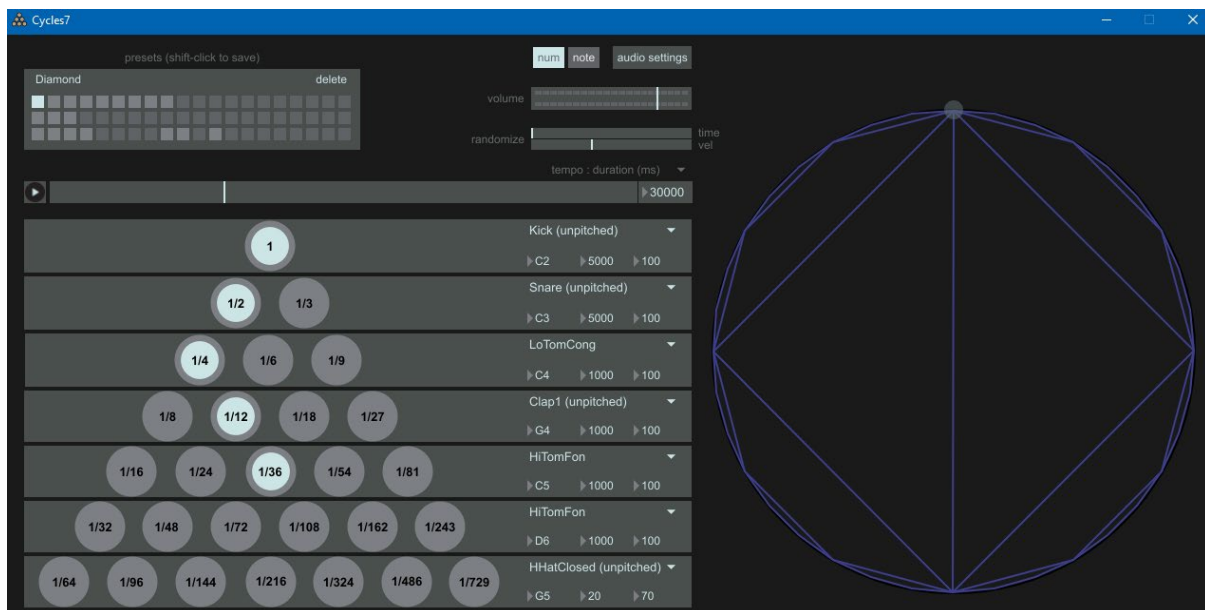 Cycles7
presets (shift-click to save)
Diamond delete
num note audio settings
volume
randomize
time
vel
tempo : duration (ms)
30000
1
Kick (unpitched)
C2 5000 100
1/2 1/3
Snare (unpitched)
C3 5000 100
1/4 1/6 1/9
LoTomCong
C4 1000 100
1/8 1/12 1/18 1/27
Clap1 (unpitched)
G4 1000 100
1/16 1/24 1/36 1/54 1/81
HiTomFon
C5 1000 100
1/32 1/48 1/72 1/108 1/162 1/243
HiTomFon
D6 1000 100
1/64 1/96 1/144 1/216 1/324 1/486 1/729
HHatClosed (unpitched)
G5 20 70